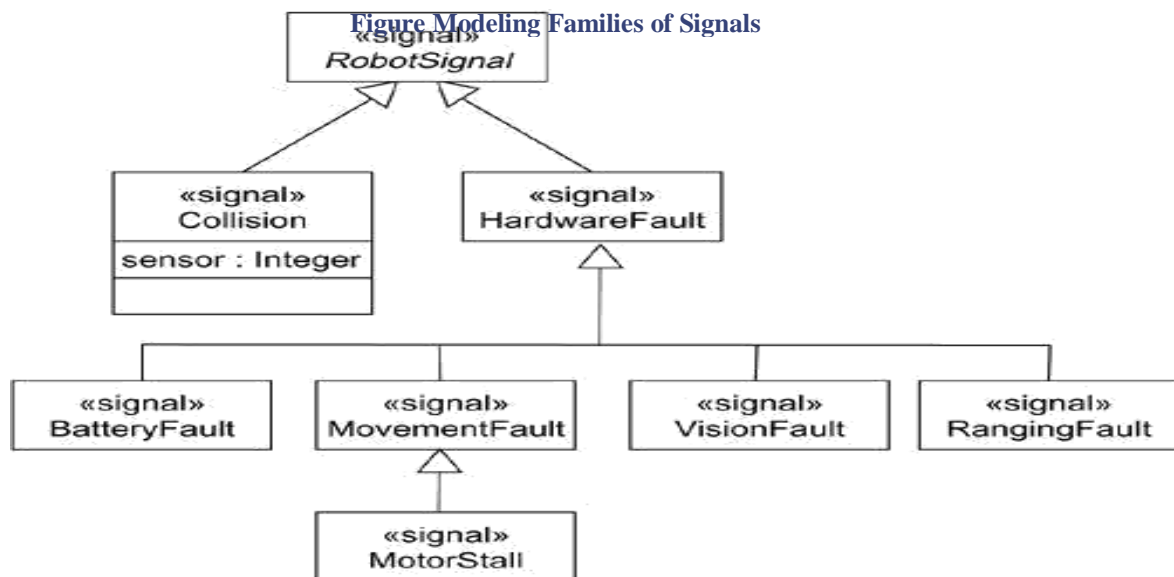 Figure Modeling Families of Signals
«signal»
RobotSignal
«signal»
Collision
sensor : Integer
«signal»
HardwareFault
«signal»
BatteryFault
«signal»
MovementFault
«signal»
VisionFault
«signal»
RangingFault
«signal»
MotorStall